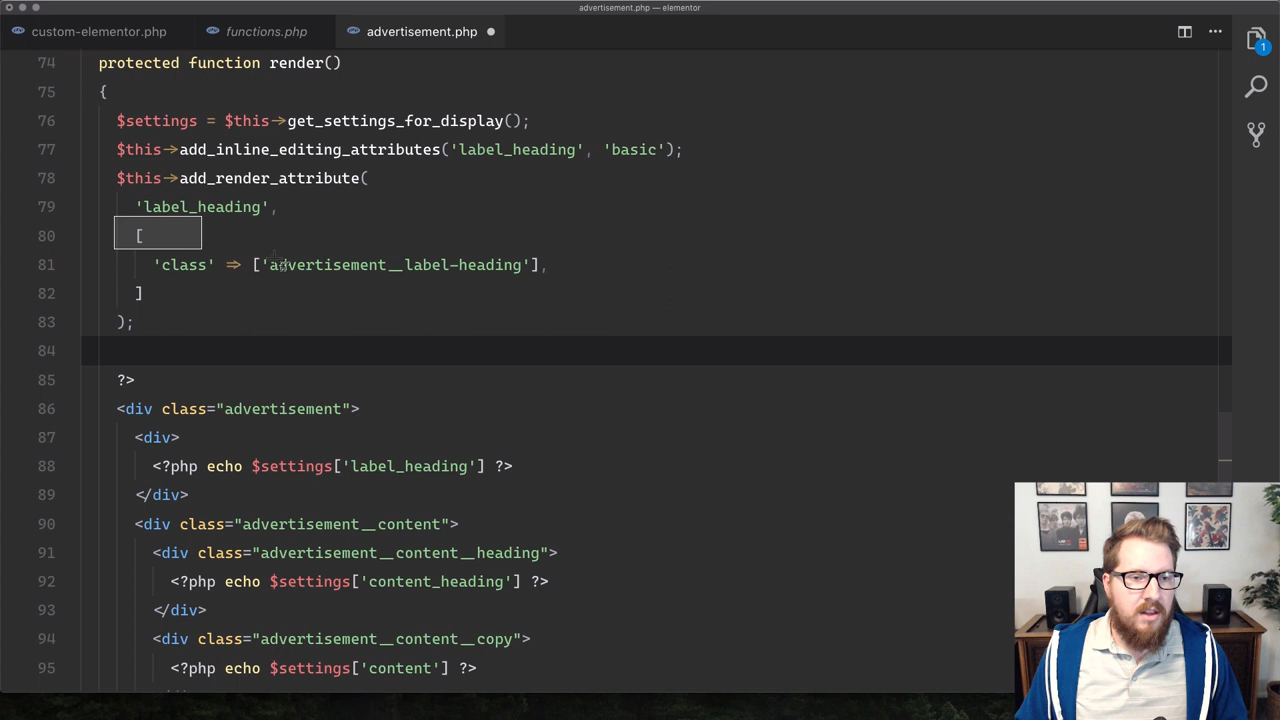 advertisement.php — elementor
custom-elementor.php
functions.php
advertisement.php
1
74 protected function render()
75 {
76 $settings = $this->get_settings_for_display();
77 $this->add_inline_editing_attributes('label_heading', 'basic');
78 $this->add_render_attribute(
79 'label_heading',
80 [
81 'class' => ['advertisement__label-heading'],
82 ]
83 );
84
85 ?>
86 <div class="advertisement">
87 <div>
88 <?php echo $settings['label_heading'] ?>
89 </div>
90 <div class="advertisement__content">
91 <div class="advertisement__content__heading">
92 <?php echo $settings['content_heading'] ?>
93 </div>
94 <div class="advertisement__content__copy">
95 <?php echo $settings['content'] ?>